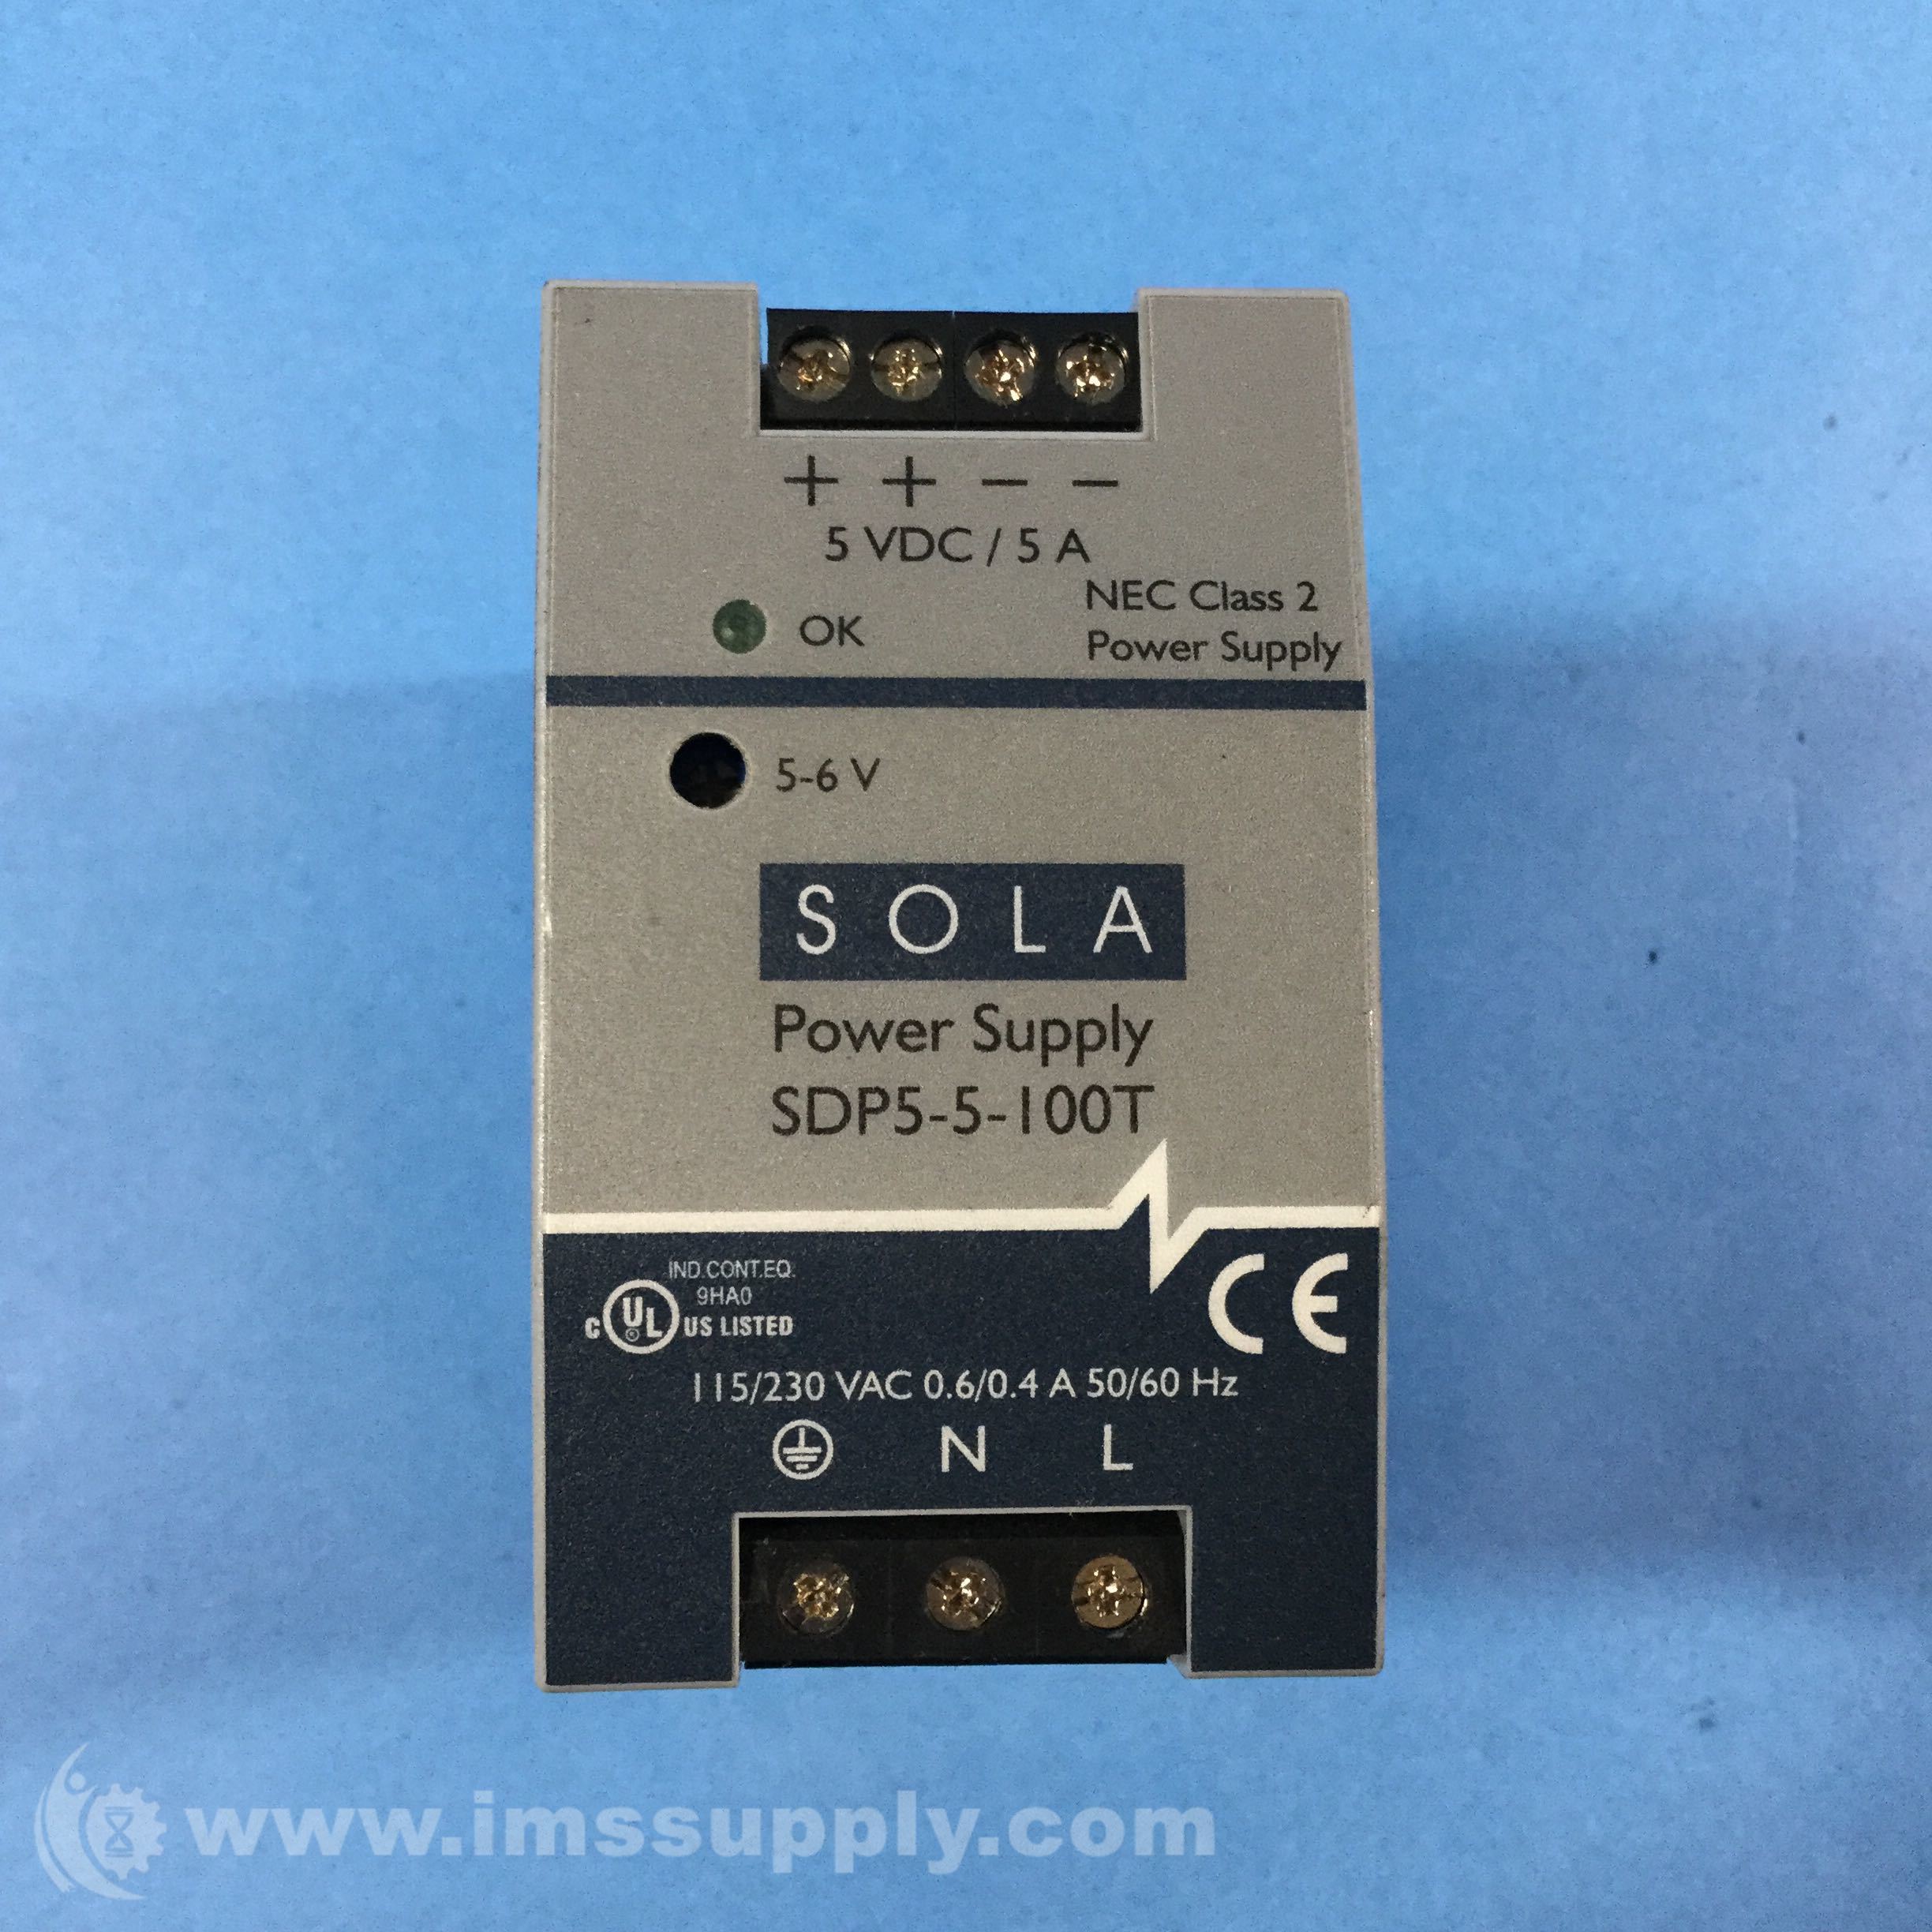 + + – –
5 VDC / 5 A
OK
NEC Class 2
Power Supply
5-6 V
SOLA
Power Supply
SDP5-5-100T
IND.CONT.EQ.
9HA0
C UL ® US LISTED
CE
115/230 VAC 0.6/0.4 A 50/60 Hz
N L
www.imssupply.com